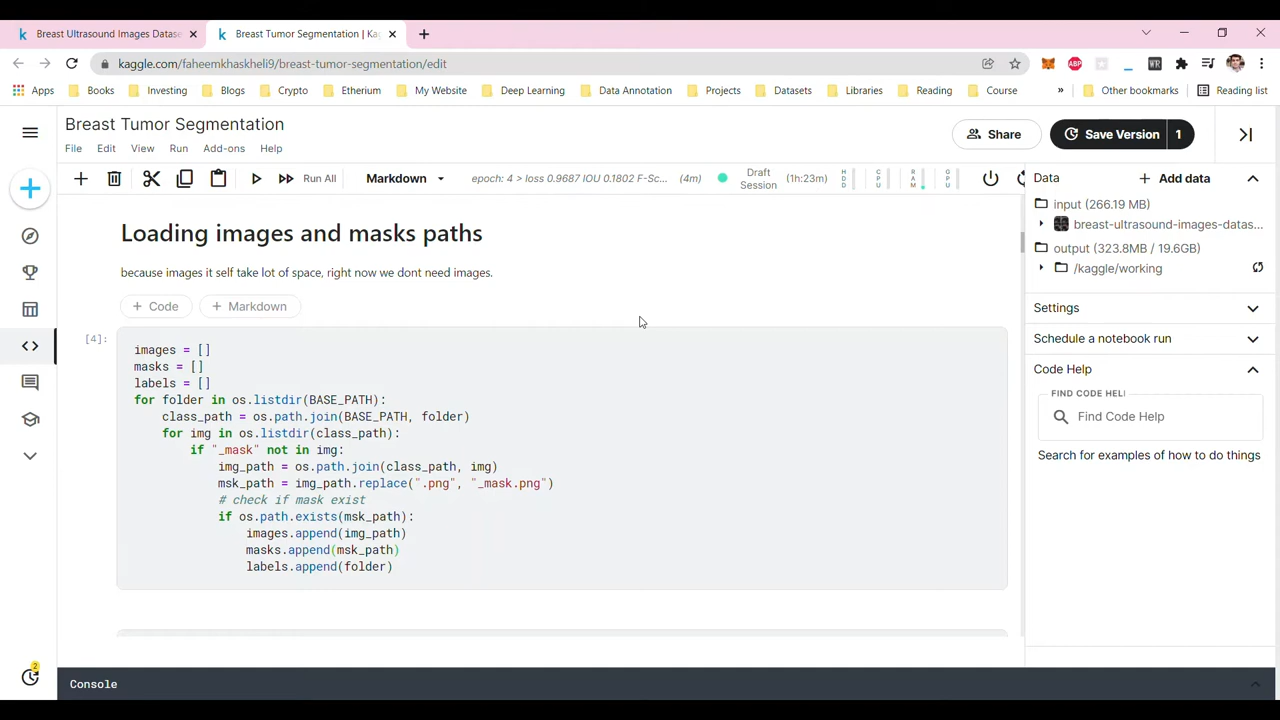 Breast Ultrasound Images Datase
Breast Tumor Segmentation | Kag
kaggle.com/faheemkhaskheli9/breast-tumor-segmentation/edit
Apps Books Investing Blogs Crypto Etherium My Website Deep Learning Data Annotation Projects Datasets Libraries Reading Course » Other bookmarks Reading list
Breast Tumor Segmentation
File Edit View Run Add-ons Help
Share
Save Version 1
Run All Markdown epoch: 4 > loss 0.9687 IOU 0.1802 F-Sc... (4m) Draft Session (1h:23m) HDD CPU RAM GPU
Loading images and masks paths
because images it self take lot of space, right now we dont need images.
+ Code + Markdown
[4]:
images = []
masks = []
labels = []
for folder in os.listdir(BASE_PATH):
    class_path = os.path.join(BASE_PATH, folder)
    for img in os.listdir(class_path):
        if "_mask" not in img:
            img_path = os.path.join(class_path, img)
            msk_path = img_path.replace(".png", "_mask.png")
            # check if mask exist
            if os.path.exists(msk_path):
                images.append(img_path)
                masks.append(msk_path)
                labels.append(folder)
Data + Add data
input (266.19 MB)
breast-ultrasound-images-datas...
output (323.8MB / 19.6GB)
/kaggle/working
Settings
Schedule a notebook run
Code Help
FIND CODE HEL
Find Code Help
Search for examples of how to do things
2
Console